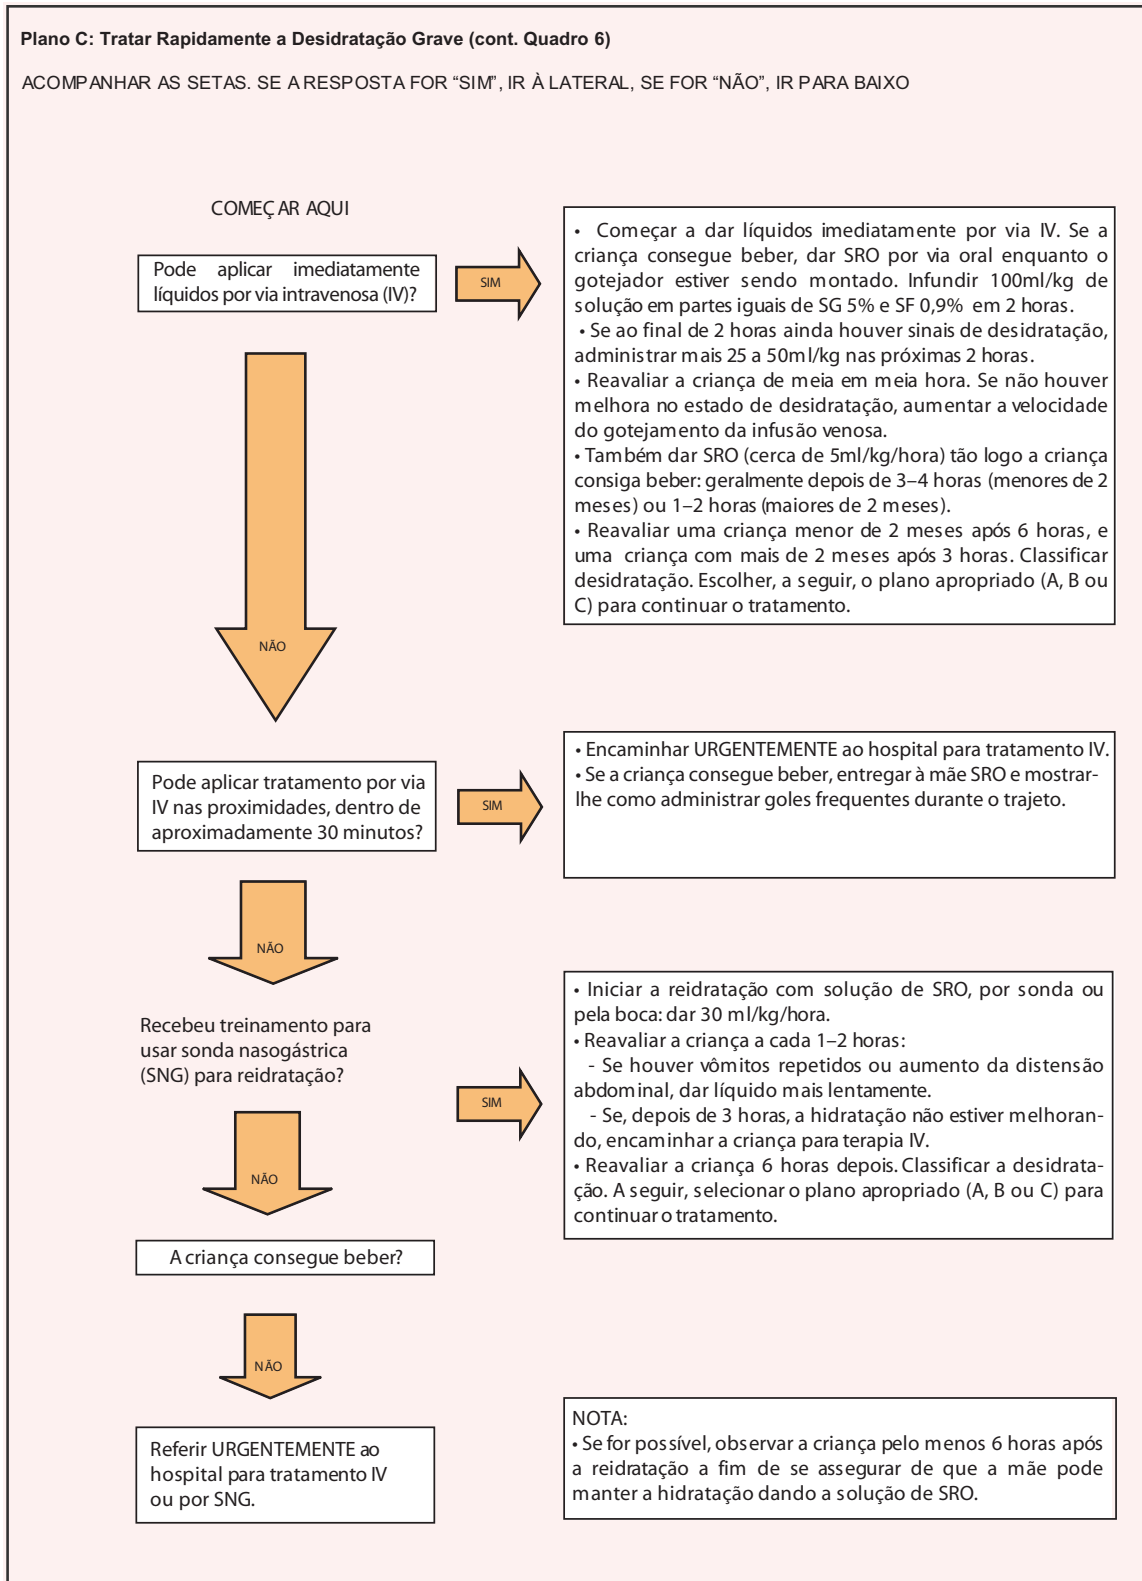 Plano C: Tratar Rapidamente a Desidratação Grave (cont. Quadro 6)
ACOMPANHAR AS SETAS. SE A RESPOSTA FOR “SIM”, IR À LATERAL, SE FOR “NÃO”, IR PARA BAIXO
COMEÇAR AQUI
Pode aplicar imediatamente
líquidos por via intravenosa (IV)?
SIM
• Começar a dar líquidos imediatamente por via IV. Se a
criança consegue beber, dar SRO por via oral enquanto o
gotejador estiver sendo montado. Infundir 100ml/kg de
solução em partes iguais de SG 5% e SF 0,9% em 2 horas.
• Se ao final de 2 horas ainda houver sinais de desidratação,
administrar mais 25 a 50ml/kg nas próximas 2 horas.
• Reavaliar a criança de meia em meia hora. Se não houver
melhora no estado de desidratação, aumentar a velocidade
do gotejamento da infusão venosa.
• Também dar SRO (cerca de 5ml/kg/hora) tão logo a criança
consiga beber: geralmente depois de 3–4 horas (menores de 2
meses) ou 1–2 horas (maiores de 2 meses).
• Reavaliar uma criança menor de 2 meses após 6 horas, e
uma criança com mais de 2 meses após 3 horas. Classificar
desidratação. Escolher, a seguir, o plano apropriado (A, B ou
C) para continuar o tratamento.
NÃO
Pode aplicar tratamento por via
IV nas proximidades, dentro de
aproximadamente 30 minutos?
SIM
• Encaminhar URGENTEMENTE ao hospital para tratamento IV.
• Se a criança consegue beber, entregar à mãe SRO e mostrar-
lhe como administrar goles frequentes durante o trajeto.
NÃO
Recebeu treinamento para
usar sonda nasogástrica
(SNG) para reidratação?
SIM
• Iniciar a reidratação com solução de SRO, por sonda ou
pela boca: dar 30 ml/kg/hora.
• Reavaliar a criança a cada 1–2 horas:
- Se houver vômitos repetidos ou aumento da distensão
abdominal, dar líquido mais lentamente.
- Se, depois de 3 horas, a hidratação não estiver melhoran-
do, encaminhar a criança para terapia IV.
• Reavaliar a criança 6 horas depois. Classificar a desidrata-
ção. A seguir, selecionar o plano apropriado (A, B ou C) para
continuar o tratamento.
NÃO
A criança consegue beber?
NÃO
Referir URGENTEMENTE ao
hospital para tratamento IV
ou por SNG.
NOTA:
• Se for possível, observar a criança pelo menos 6 horas após
a reidratação a fim de se assegurar de que a mãe pode
manter a hidratação dando a solução de SRO.